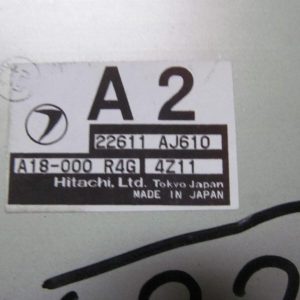 A 2
22611 AJ610
A18-000 R4G 4Z11
Hitachi, Ltd. Tokyo Japan
MADE IN JAPAN